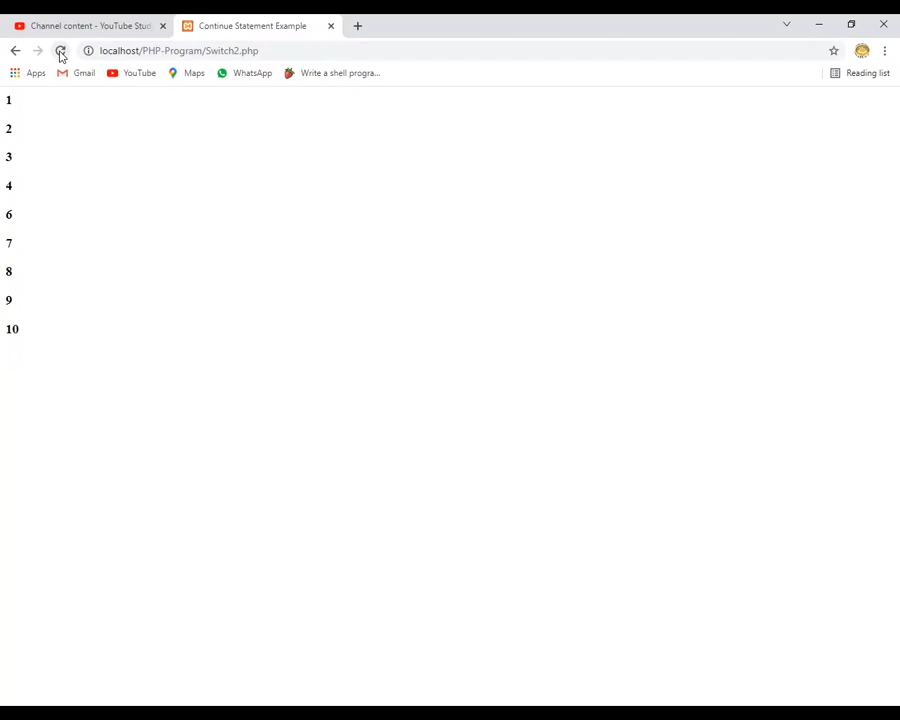 Channel content - YouTube Stud
Continue Statement Example
localhost/PHP-Program/Switch2.php
Apps
Gmail
YouTube
Maps
WhatsApp
Write a shell progra...
Reading list
1
2
3
4
6
7
8
9
10